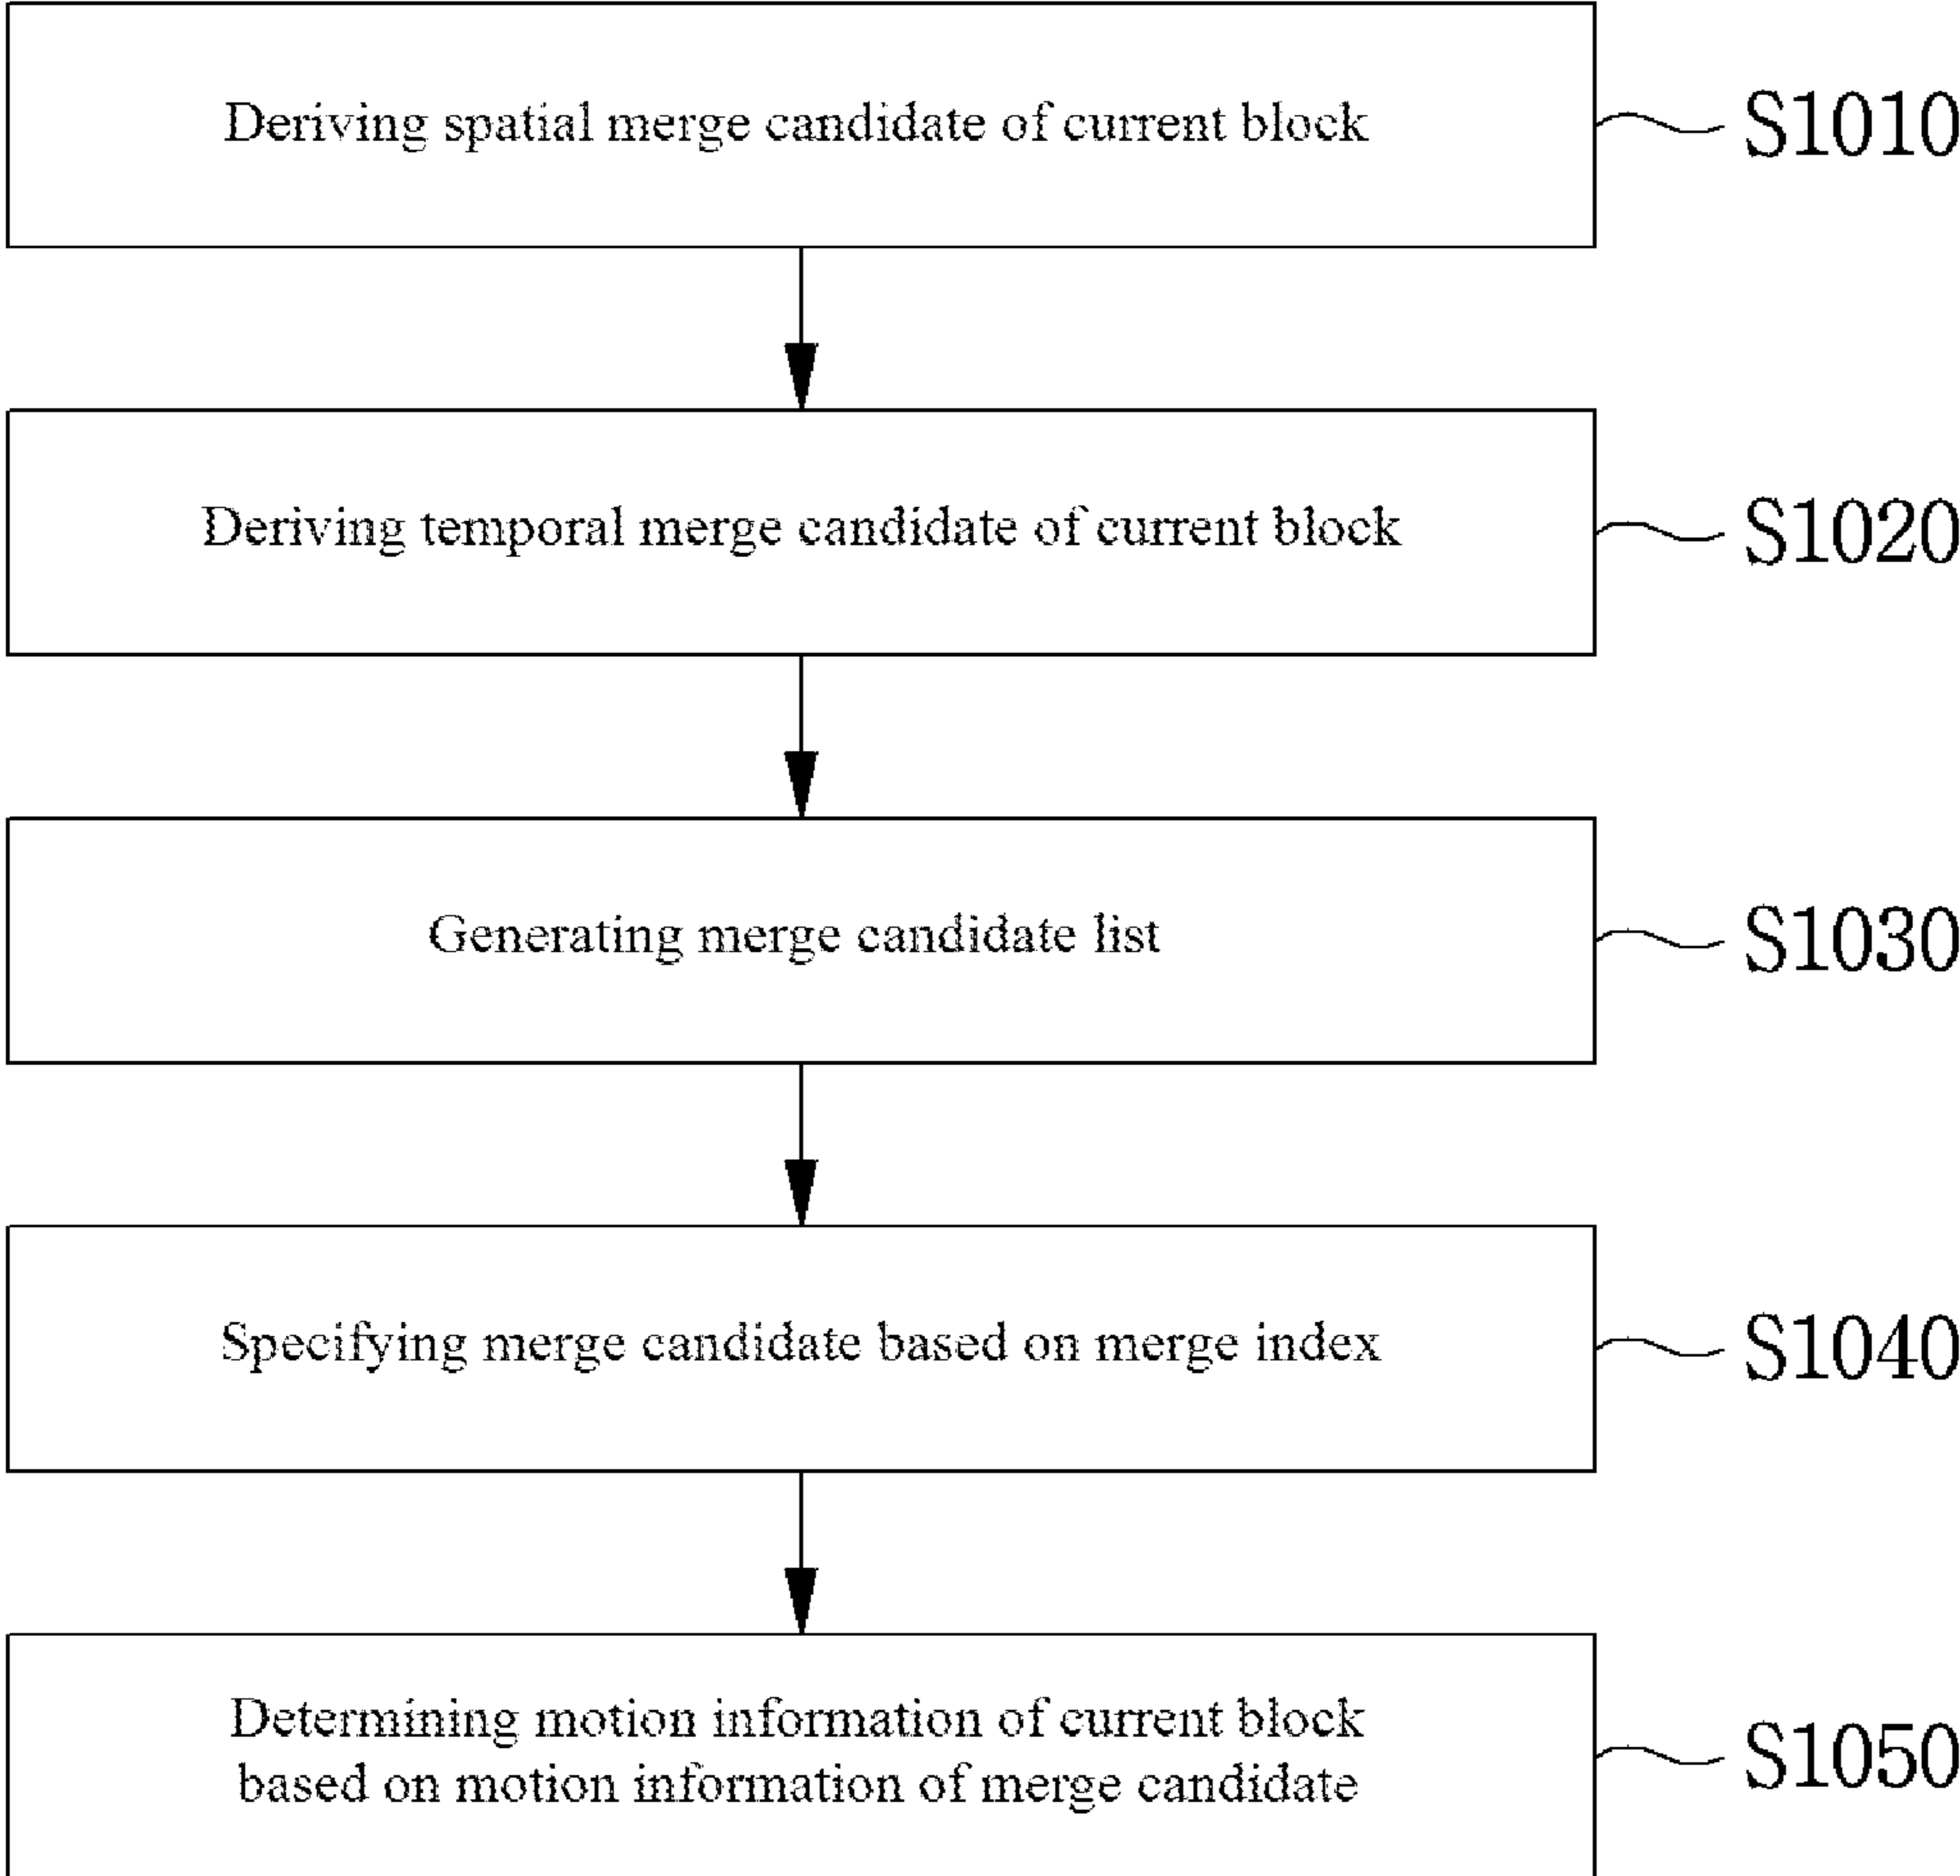 Deriving spatial merge candidate of current block
S1010
Deriving temporal merge candidate of current block
S1020
Generating merge candidate list
S1030
Specifying merge candidate based on merge index
S1040
Determining motion information of current block
based on motion information of merge candidate
S1050